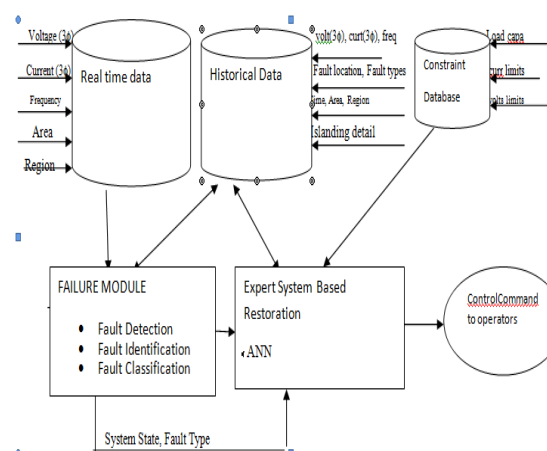 Voltage (3ϕ)
Current (3ϕ)
Frequency
Area
Region
Real time data
Historical Data
volt(3ϕ), curt(3ϕ), freq
Fault location, Fault types
Time, Area, Region
Islanding detail
Constraint
Database
Load capa
curr limits
volts limits
FAILURE MODULE
• Fault Detection
• Fault Identification
• Fault Classification
Expert System Based
Restoration
• ANN
ControlCommand
to operators
System State, Fault Type